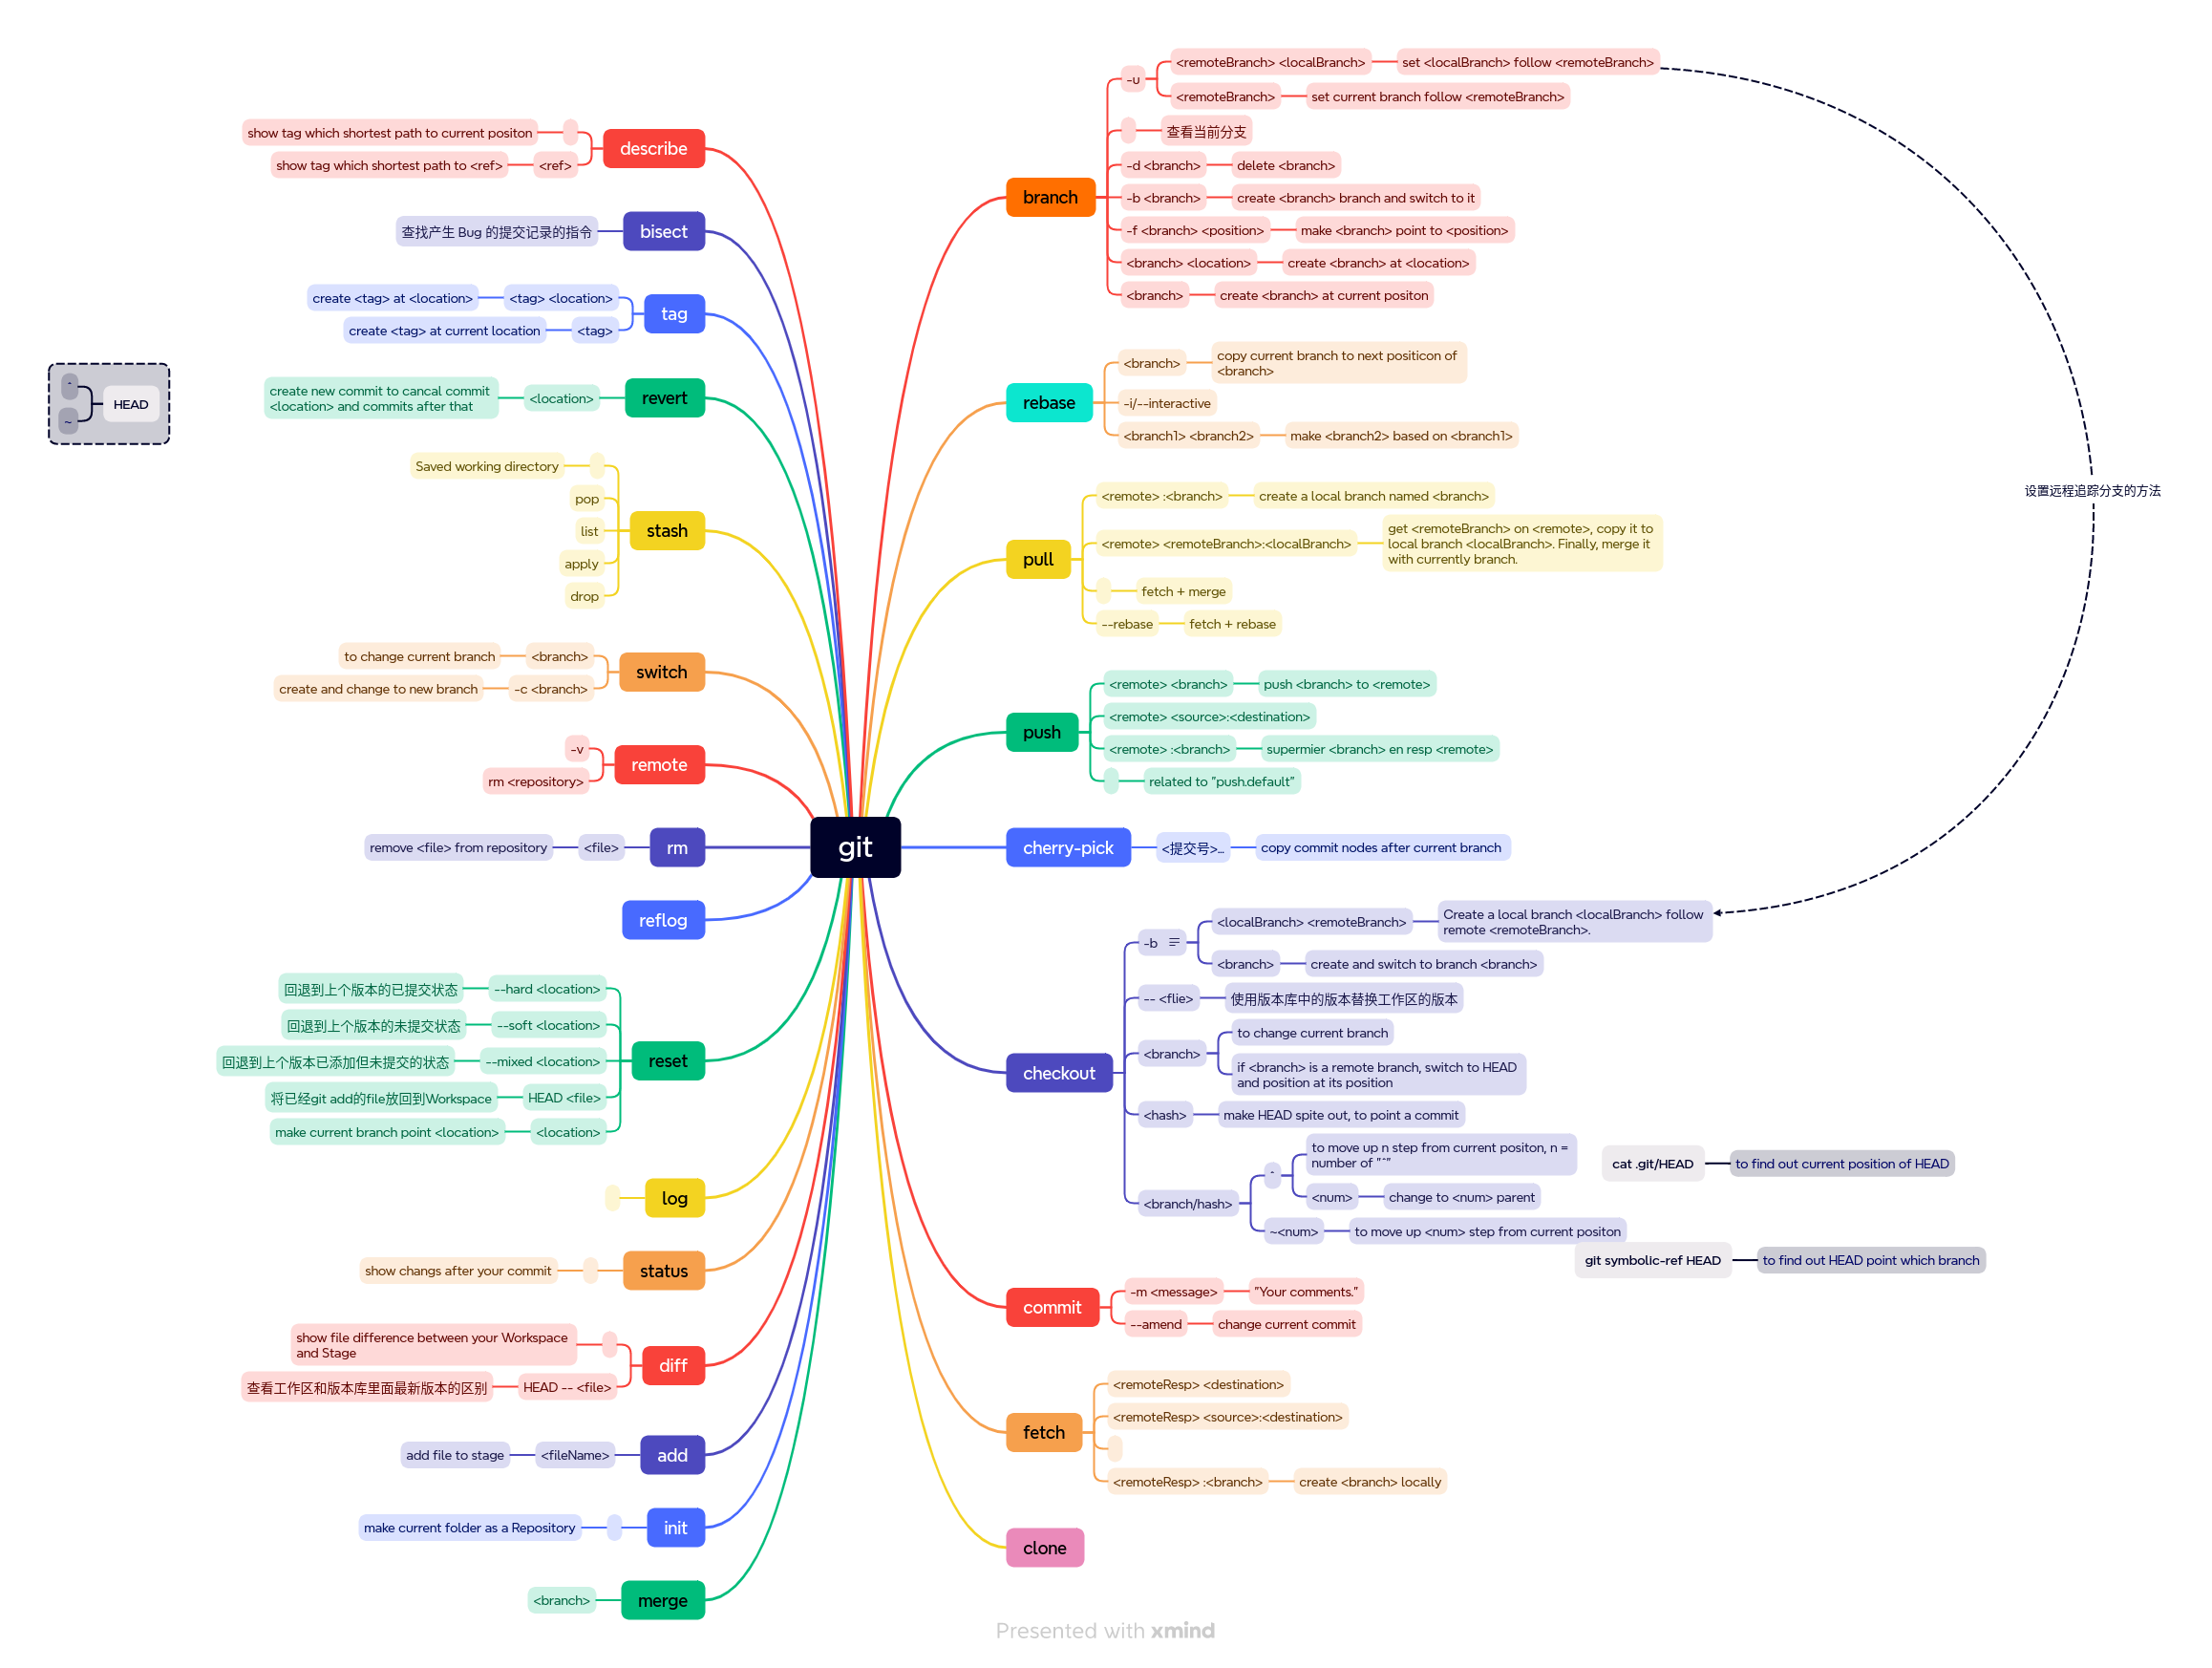 git
branch
-u
<remoteBranch> <localBranch>
set <localBranch> follow <remoteBranch>
<remoteBranch>
set current branch follow <remoteBranch>
查看当前分支
-d <branch>
delete <branch>
-b <branch>
create <branch> branch and switch to it
-f <branch> <position>
make <branch> point to <position>
<branch> <location>
create <branch> at <location>
<branch>
create <branch> at current positon
rebase
<branch>
copy current branch to next positicon of
<branch>
-i/--interactive
<branch1> <branch2>
make <branch2> based on <branch1>
pull
<remote> :<branch>
create a local branch named <branch>
<remote> <remoteBranch>:<localBranch>
get <remoteBranch> on <remote>, copy it to
local branch <localBranch>. Finally, merge it
with currently branch.
fetch + merge
--rebase
fetch + rebase
push
<remote> <branch>
push <branch> to <remote>
<remote> <source>:<destination>
<remote> :<branch>
supermier <branch> en resp <remote>
related to "push.default"
cherry-pick
<提交号>...
copy commit nodes after current branch
checkout
-b
<localBranch> <remoteBranch>
Create a local branch <localBranch> follow
remote <remoteBranch>.
<branch>
create and switch to branch <branch>
-- <flie>
使用版本库中的版本替换工作区的版本
<branch>
to change current branch
if <branch> is a remote branch, switch to HEAD
and position at its position
<hash>
make HEAD spite out, to point a commit
<branch/hash>
^
to move up n step from current positon, n =
number of "^"
<num>
change to <num> parent
~<num>
to move up <num> step from current positon
commit
-m <message>
"Your comments."
--amend
change current commit
fetch
<remoteResp> <destination>
<remoteResp> <source>:<destination>
<remoteResp> :<branch>
create <branch> locally
clone
describe
show tag which shortest path to current positon
<ref>
show tag which shortest path to <ref>
bisect
查找产生 Bug 的提交记录的指令
tag
<tag> <location>
create <tag> at <location>
<tag>
create <tag> at current location
revert
<location>
create new commit to cancal commit
<location> and commits after that
stash
Saved working directory
pop
list
apply
drop
switch
<branch>
to change current branch
-c <branch>
create and change to new branch
remote
-v
rm <repository>
rm
<file>
remove <file> from repository
reflog
reset
--hard <location>
回退到上个版本的已提交状态
--soft <location>
回退到上个版本的未提交状态
--mixed <location>
回退到上个版本已添加但未提交的状态
HEAD <file>
将已经git add的file放回到Workspace
<location>
make current branch point <location>
log
status
show changs after your commit
diff
show file difference between your Workspace
and Stage
HEAD -- <file>
查看工作区和版本库里面最新版本的区别
add
<fileName>
add file to stage
init
make current folder as a Repository
merge
<branch>
HEAD
^
~
设置远程追踪分支的方法
cat .git/HEAD
to find out current position of HEAD
git symbolic-ref HEAD
to find out HEAD point which branch
Presented with xmind